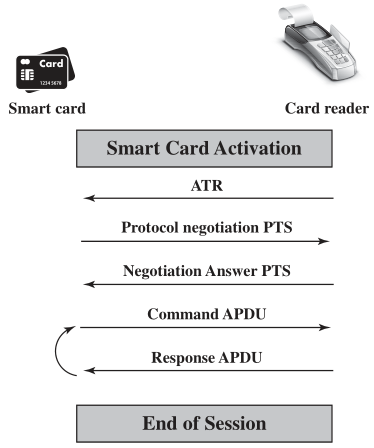 Card
1234 5678
Smart card
Card reader
Smart Card Activation
ATR
Protocol negotiation PTS
Negotiation Answer PTS
Command APDU
Response APDU
End of Session